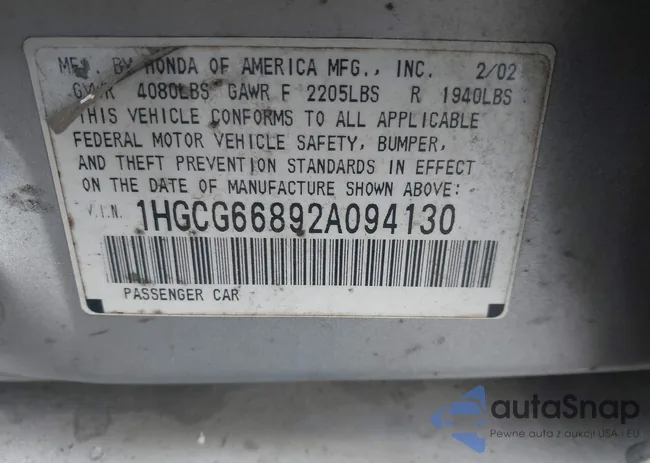 MFD. BY HONDA OF AMERICA MFG., INC. 2/02
GVWR 4080LBS GAWR F 2205LBS R 1940LBS
THIS VEHICLE CONFORMS TO ALL APPLICABLE
FEDERAL MOTOR VEHICLE SAFETY, BUMPER,
AND THEFT PREVENTION STANDARDS IN EFFECT
ON THE DATE OF MANUFACTURE SHOWN ABOVE:
V.I.N. 1HGCG66892A094130
PASSENGER CAR
autaSnap
Pewne auta z aukcji USA i EU